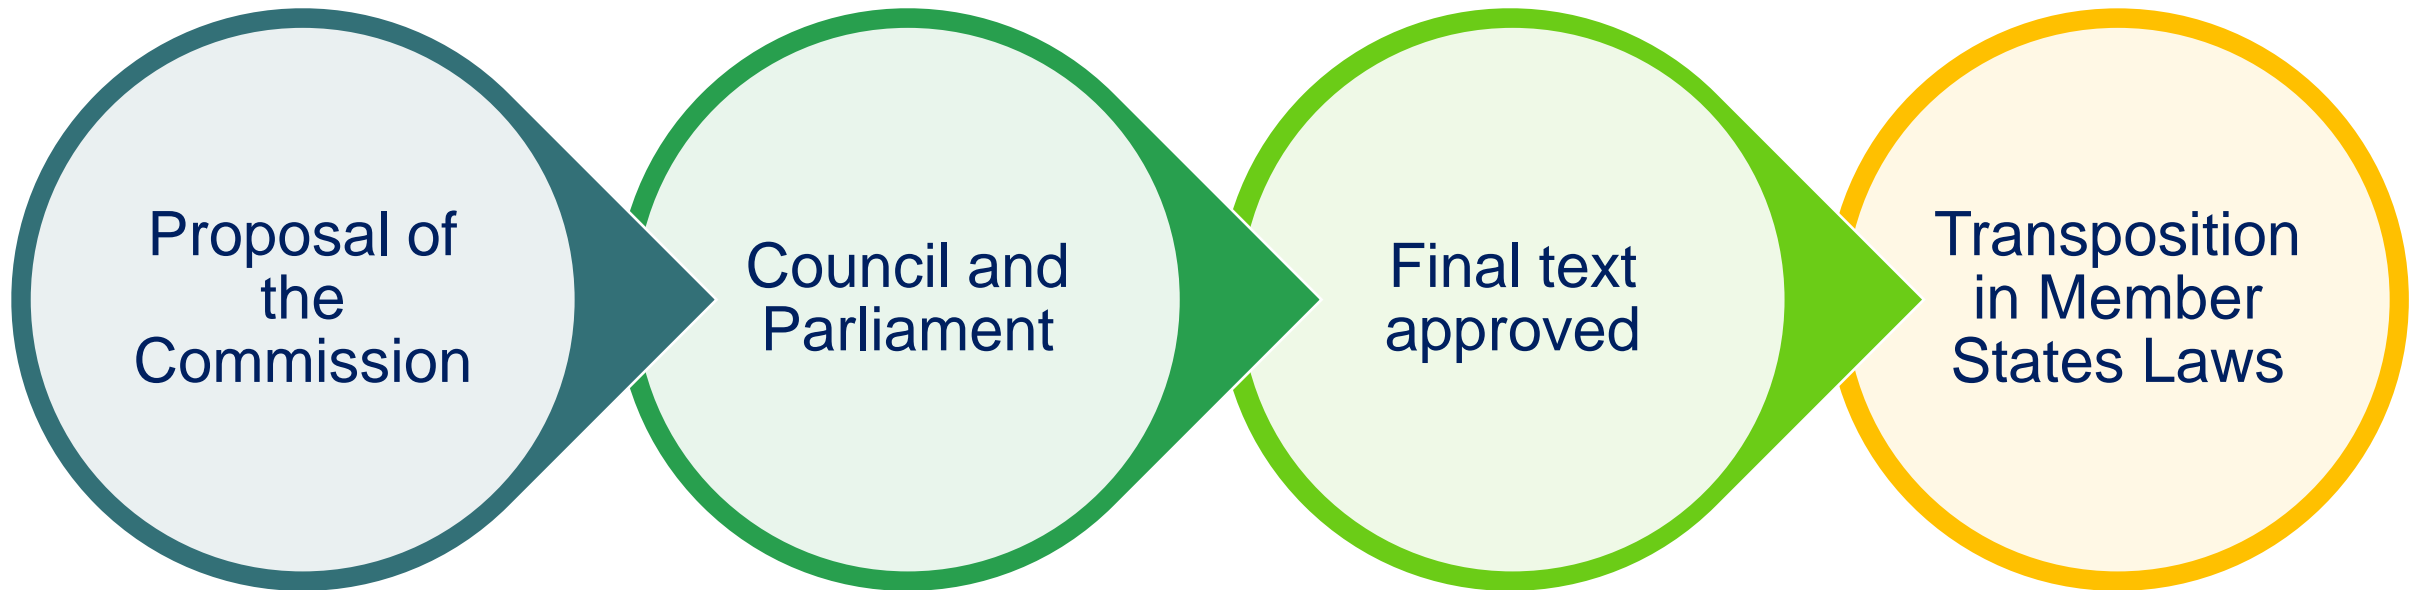 Proposal of
the
Commission
Council and
Parliament
Final text
approved
Transposition
in Member
States Laws